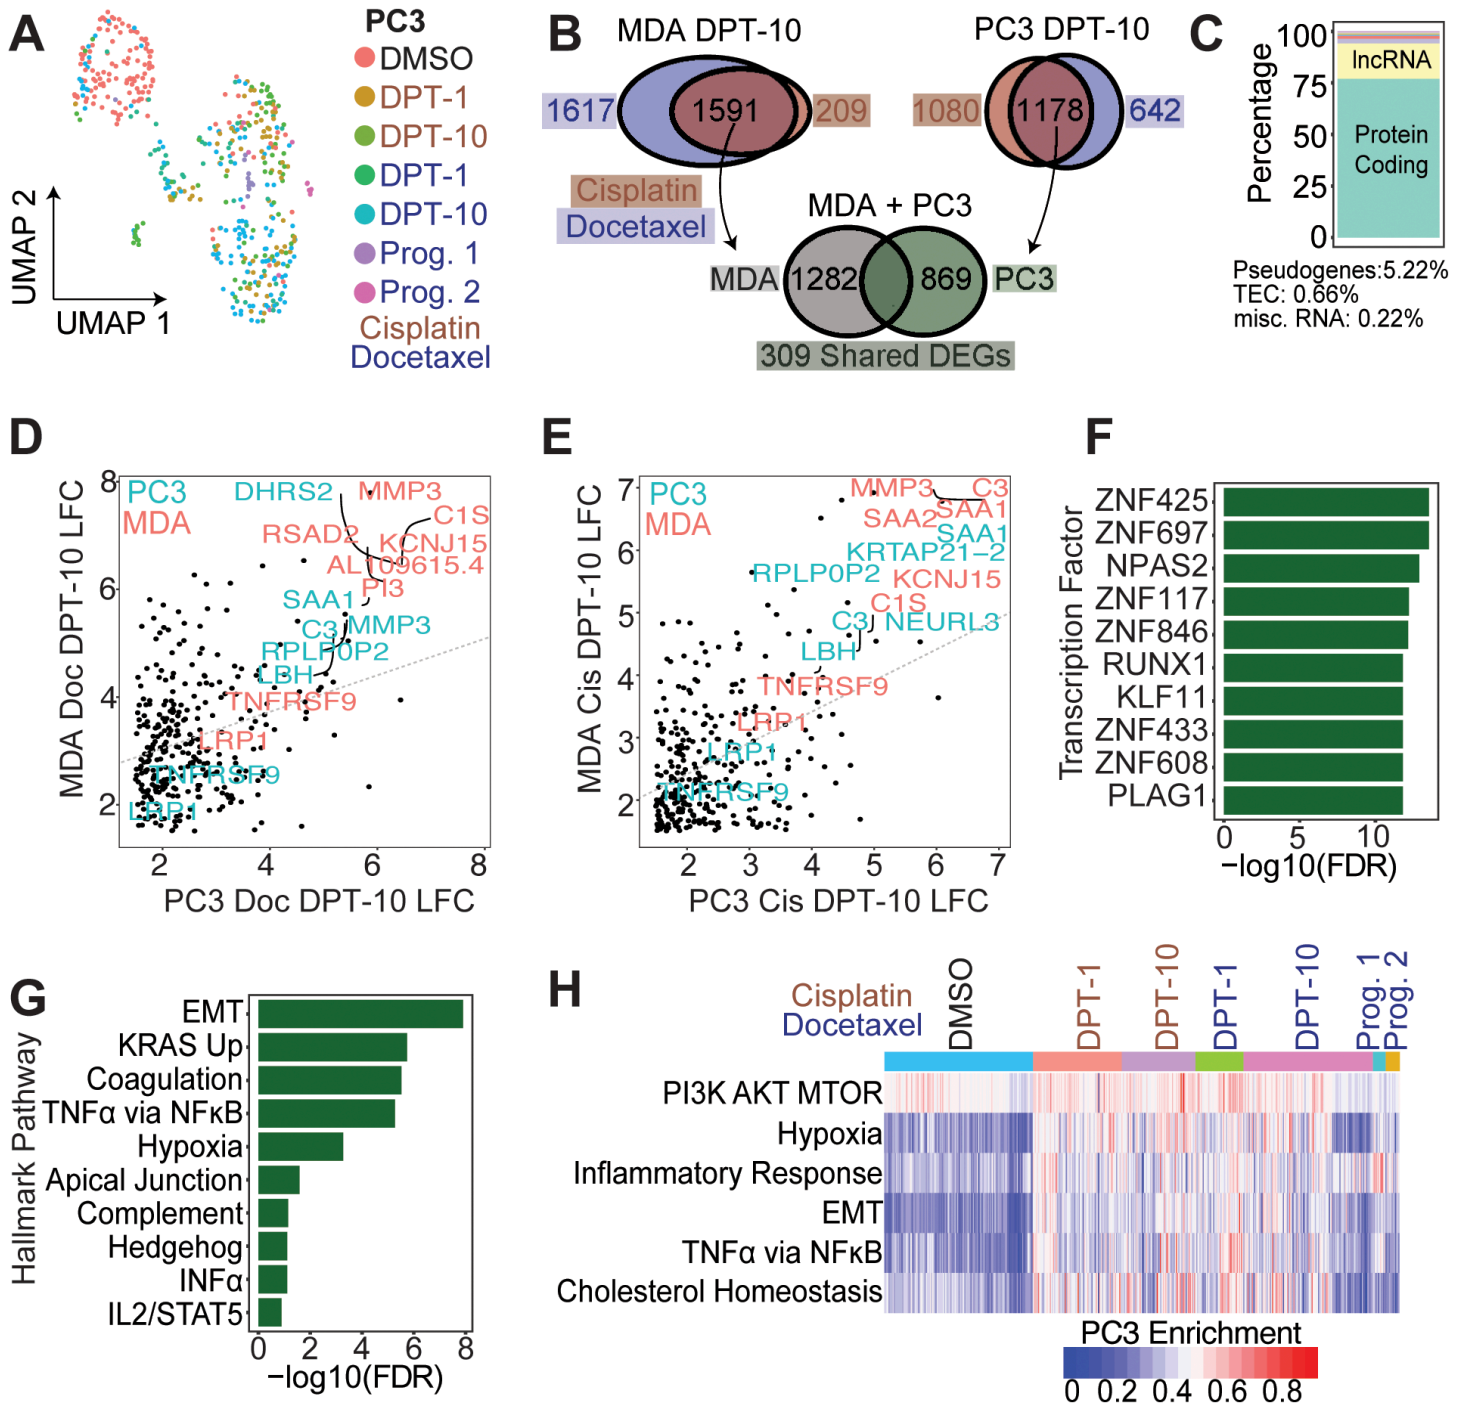 A
PC3
DMSO
DPT-1
DPT-10
DPT-1
DPT-10
Prog. 1
Prog. 2
Cisplatin
Docetaxel
UMAP 2
UMAP 1
B
MDA DPT-10
PC3 DPT-10
1617
1591
209
1080
1178
642
Cisplatin
Docetaxel
MDA + PC3
MDA
1282
869
PC3
309 Shared DEGs
C
Percentage
100
75
50
25
0
lncRNA
Protein
Coding
Pseudogenes:5.22%
TEC: 0.66%
misc. RNA: 0.22%
D
MDA Doc DPT-10 LFC
8
6
4
2
PC3
MDA
DHRS2
MMP3
C1S
RSAD2
KCNJ15
AL109615.4
PI3
SAA1
C3
MMP3
RPLP0P2
LBH
TNFRSF9
LRP1
TNFRSF9
LRP1
2
4
6
8
PC3 Doc DPT-10 LFC
E
MDA Cis DPT-10 LFC
7
6
5
4
3
2
PC3
MDA
MMP3
C3
SAA1
SAA2
SAA1
KRTAP21-2
RPLP0P2
KCNJ15
C1S
C3
NEURL3
LBH
TNFRSF9
LRP1
LRP1
TNFRSF9
2
3
4
5
6
7
PC3 Cis DPT-10 LFC
F
Transcription Factor
ZNF425
ZNF697
NPAS2
ZNF117
ZNF846
RUNX1
KLF11
ZNF433
ZNF608
PLAG1
0
5
10
−log10(FDR)
G
Hallmark Pathway
EMT
KRAS Up
Coagulation
TNFα via NFκB
Hypoxia
Apical Junction
Complement
Hedgehog
INFα
IL2/STAT5
0
2
4
6
8
−log10(FDR)
H
Cisplatin
Docetaxel
DMSO
DPT-1
DPT-10
DPT-1
DPT-10
Prog. 1
Prog. 2
PI3K AKT MTOR
Hypoxia
Inflammatory Response
EMT
TNFα via NFκB
Cholesterol Homeostasis
PC3 Enrichment
0 0.2 0.4 0.6 0.8